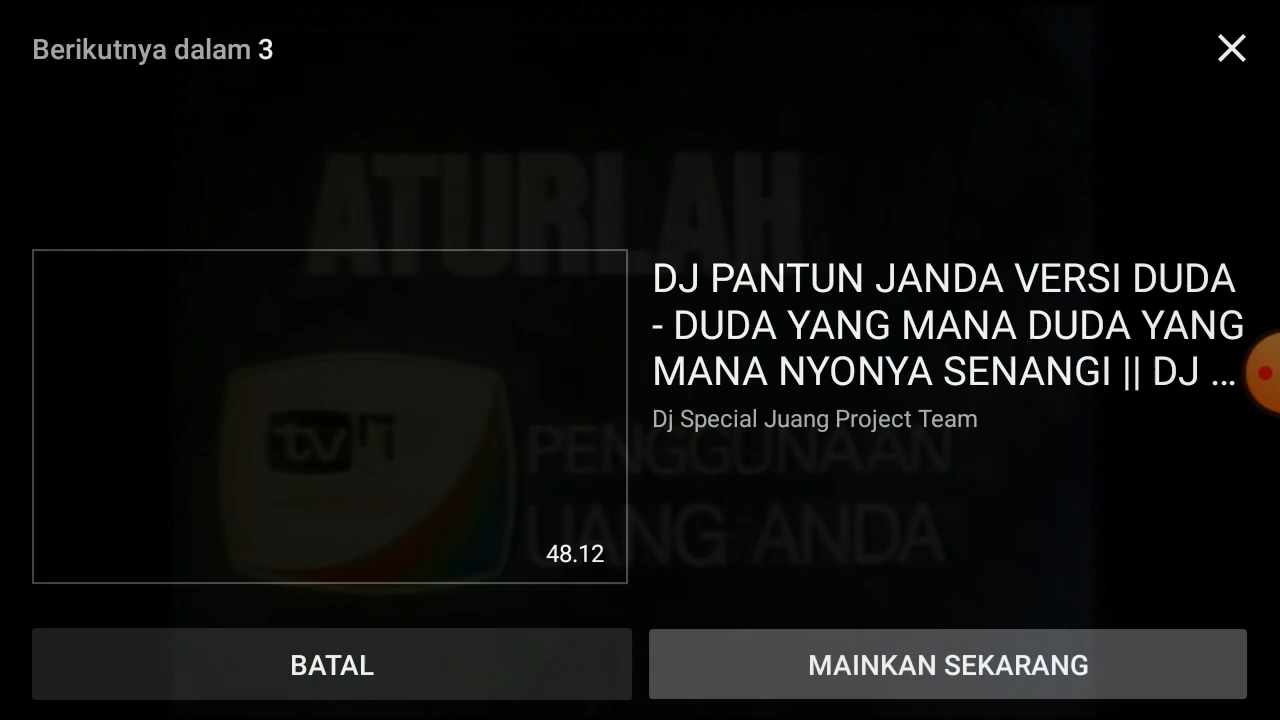 Berikutnya dalam 3
ATURLAH
DJ PANTUN JANDA VERSI DUDA
- DUDA YANG MANA DUDA YANG
MANA NYONYA SENANGI || DJ ...
Dj Special Juang Project Team
tvri
PENGGUNAAN
UANG ANDA
48.12
BATAL
MAINKAN SEKARANG